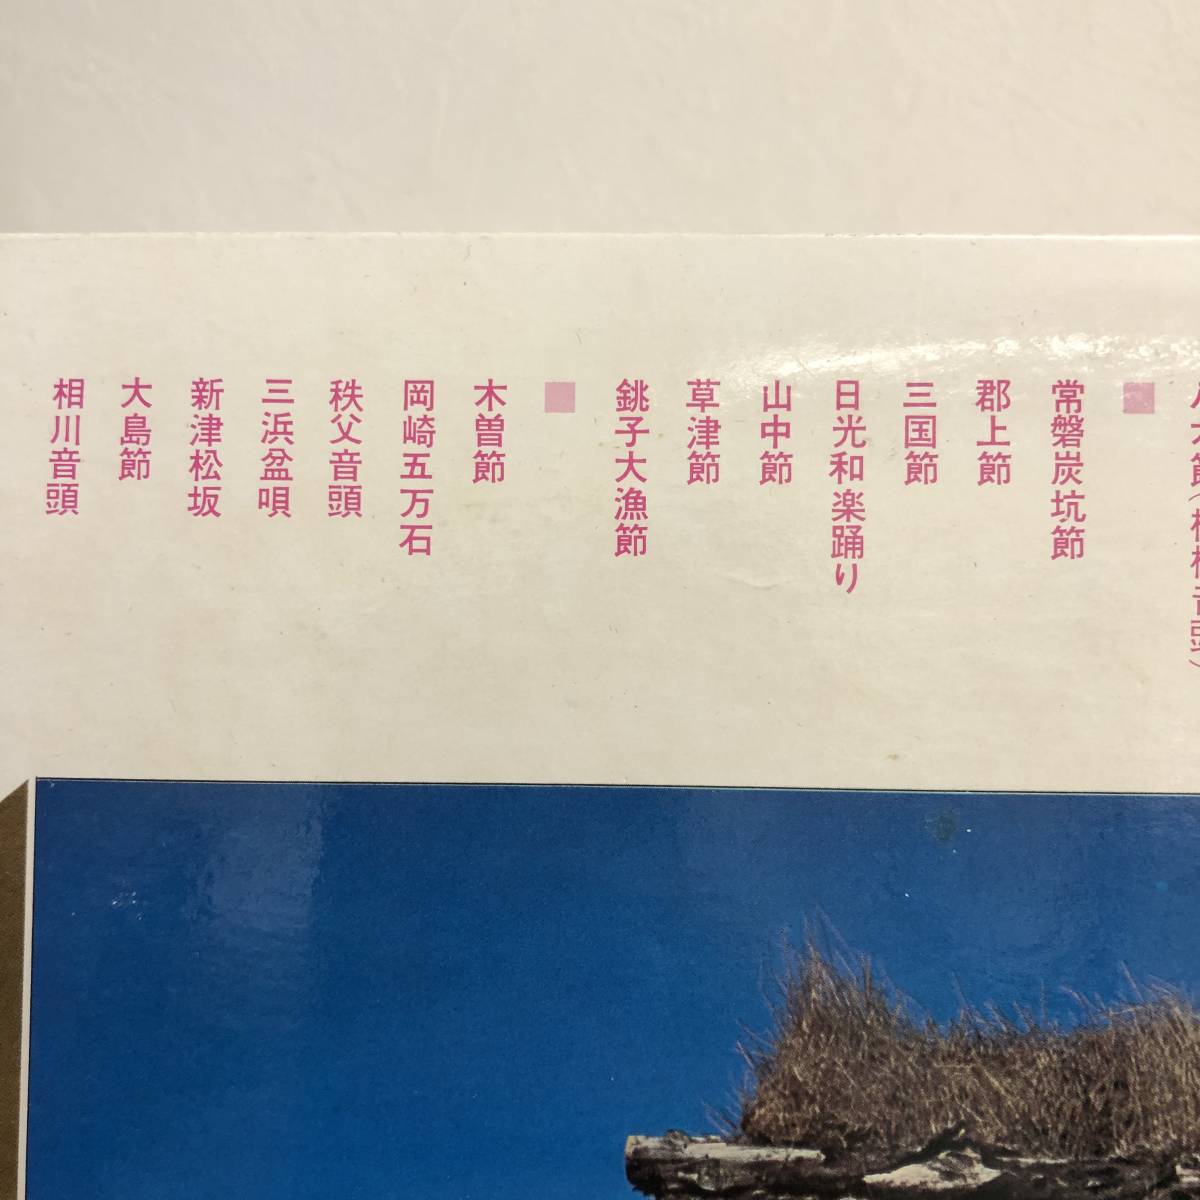 ■
常磐炭坑節
郡上節
三国節
日光和楽踊り
山中節
草津節
銚子大漁節
■
木曽節
岡崎五万石
秩父音頭
三浜盆唄
新津松坂
大島節
相川音頭